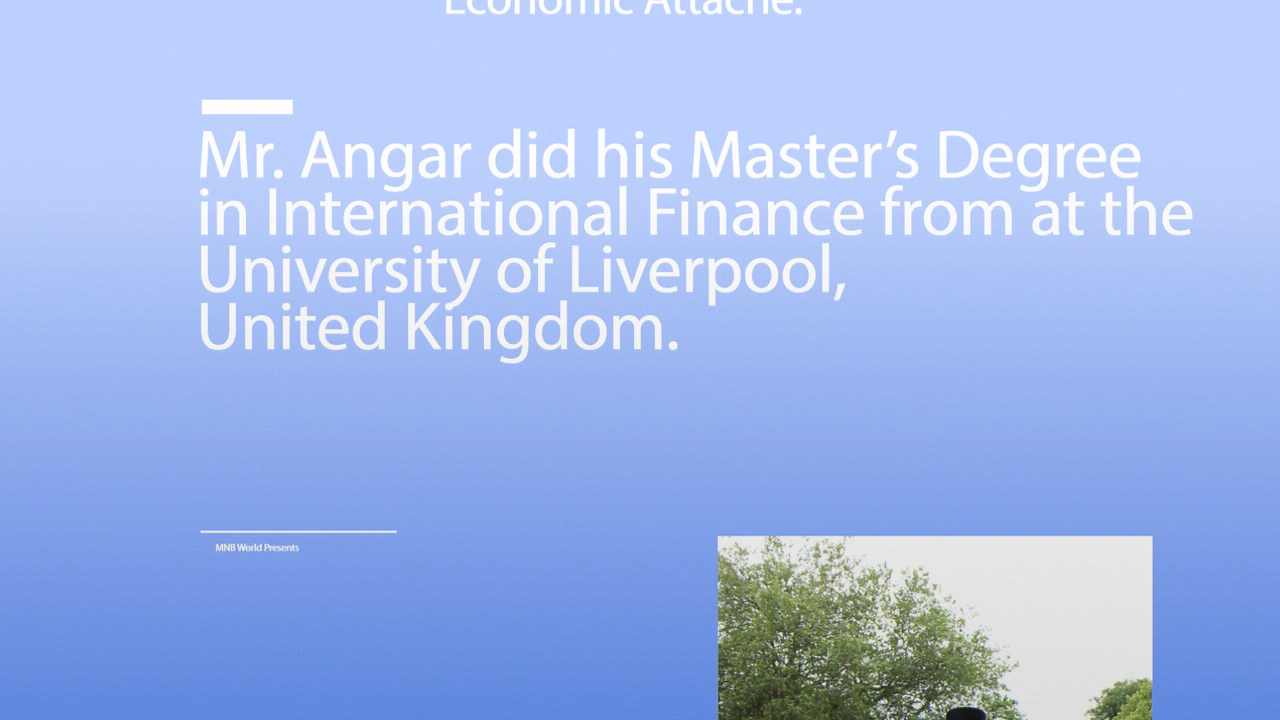 Economic Attache.
Mr. Angar did his Master’s Degree
in International Finance from at the
University of Liverpool,
United Kingdom.
MNB World Presents